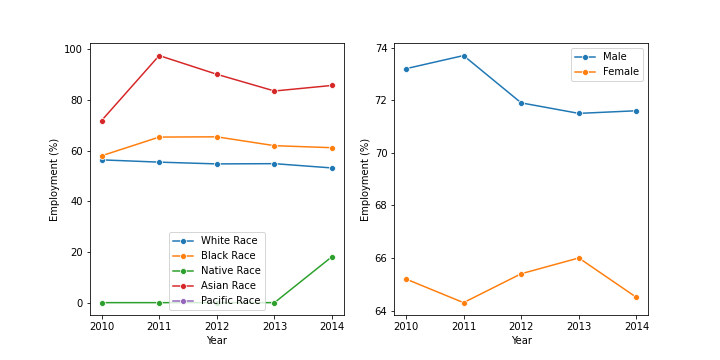 100
80
60
40
20
0
Employment (%)
2010 2011 2012 2013 2014
Year
White Race
Black Race
Native Race
Asian Race
Pacific Race
74
72
70
68
66
64
Employment (%)
2010 2011 2012 2013 2014
Year
Male
Female